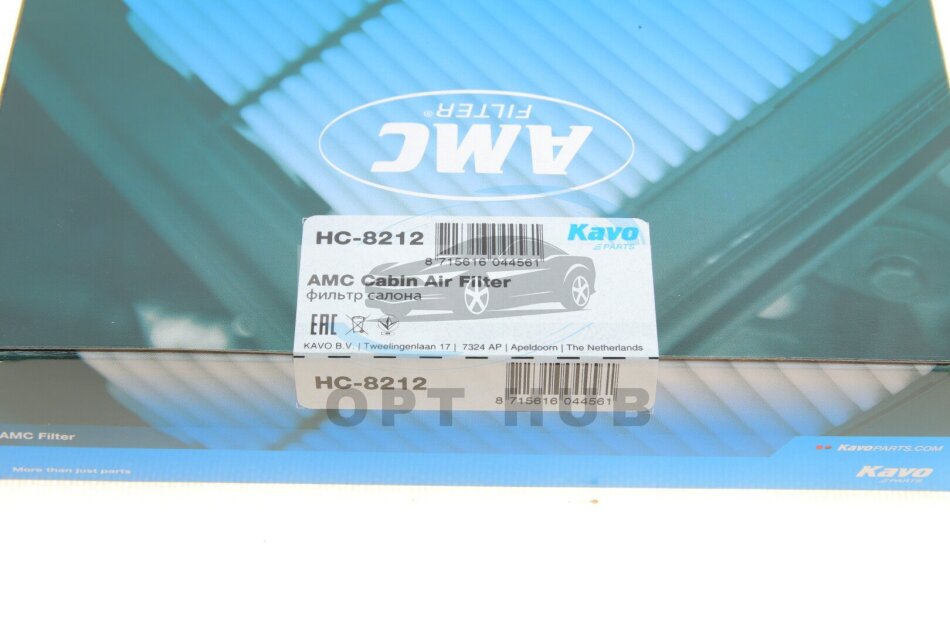 AMC
FILTER®
HC-8212
8 715616 044561
Kavo
PARTS
AMC Cabin Air Filter
фильтр салона
EAC
KAVO B.V. | Tweelingenlaan 17 | 7324 AP | Apeldoorn | The Netherlands
HC-8212
8 715616 044561
OPT HUB
AMC Filter
KavoPARTS.COM
More than just parts
Kavo
PARTS